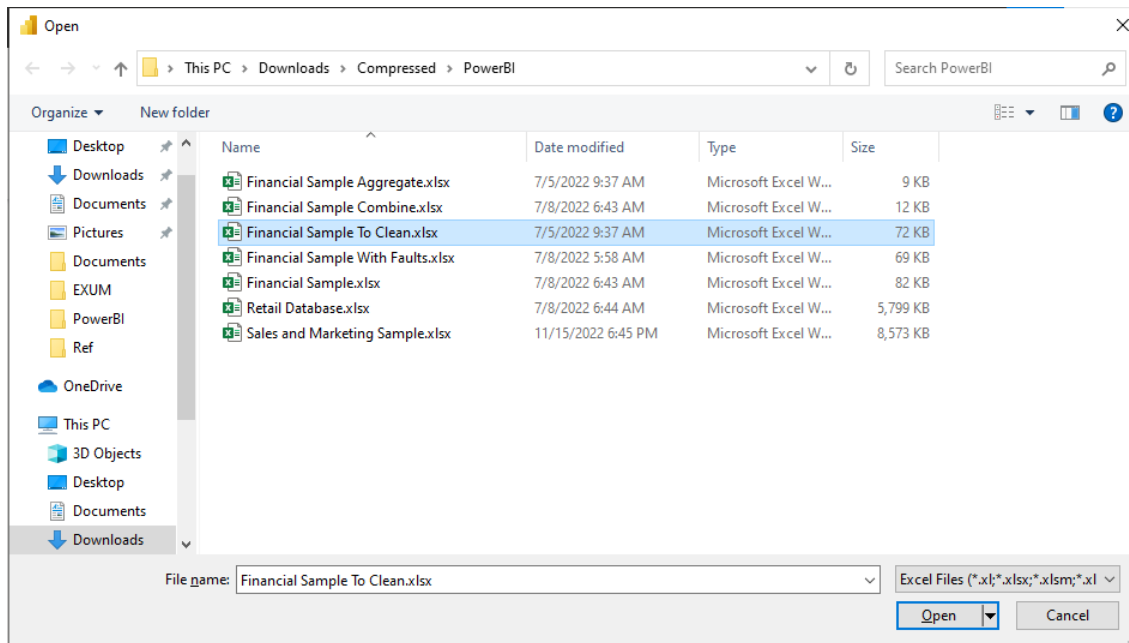 Open
This PC > Downloads > Compressed > PowerBI
Search PowerBI
Organize
New folder
Name
Date modified
Type
Size
Financial Sample Aggregate.xlsx 7/5/2022 9:37 AM Microsoft Excel W... 9 KB
Financial Sample Combine.xlsx 7/8/2022 6:43 AM Microsoft Excel W... 12 KB
Financial Sample To Clean.xlsx 7/5/2022 9:37 AM Microsoft Excel W... 72 KB
Financial Sample With Faults.xlsx 7/8/2022 5:58 AM Microsoft Excel W... 69 KB
Financial Sample.xlsx 7/8/2022 6:43 AM Microsoft Excel W... 82 KB
Retail Database.xlsx 7/8/2022 6:44 AM Microsoft Excel W... 5,799 KB
Sales and Marketing Sample.xlsx 11/15/2022 6:45 PM Microsoft Excel W... 8,573 KB
Desktop
Downloads
Documents
Pictures
Documents
EXUM
PowerBI
Ref
OneDrive
This PC
3D Objects
Desktop
Documents
Downloads
File name: Financial Sample To Clean.xlsx
Excel Files (*.xl;*.xlsx;*.xlsm;*.xl
Open
Cancel